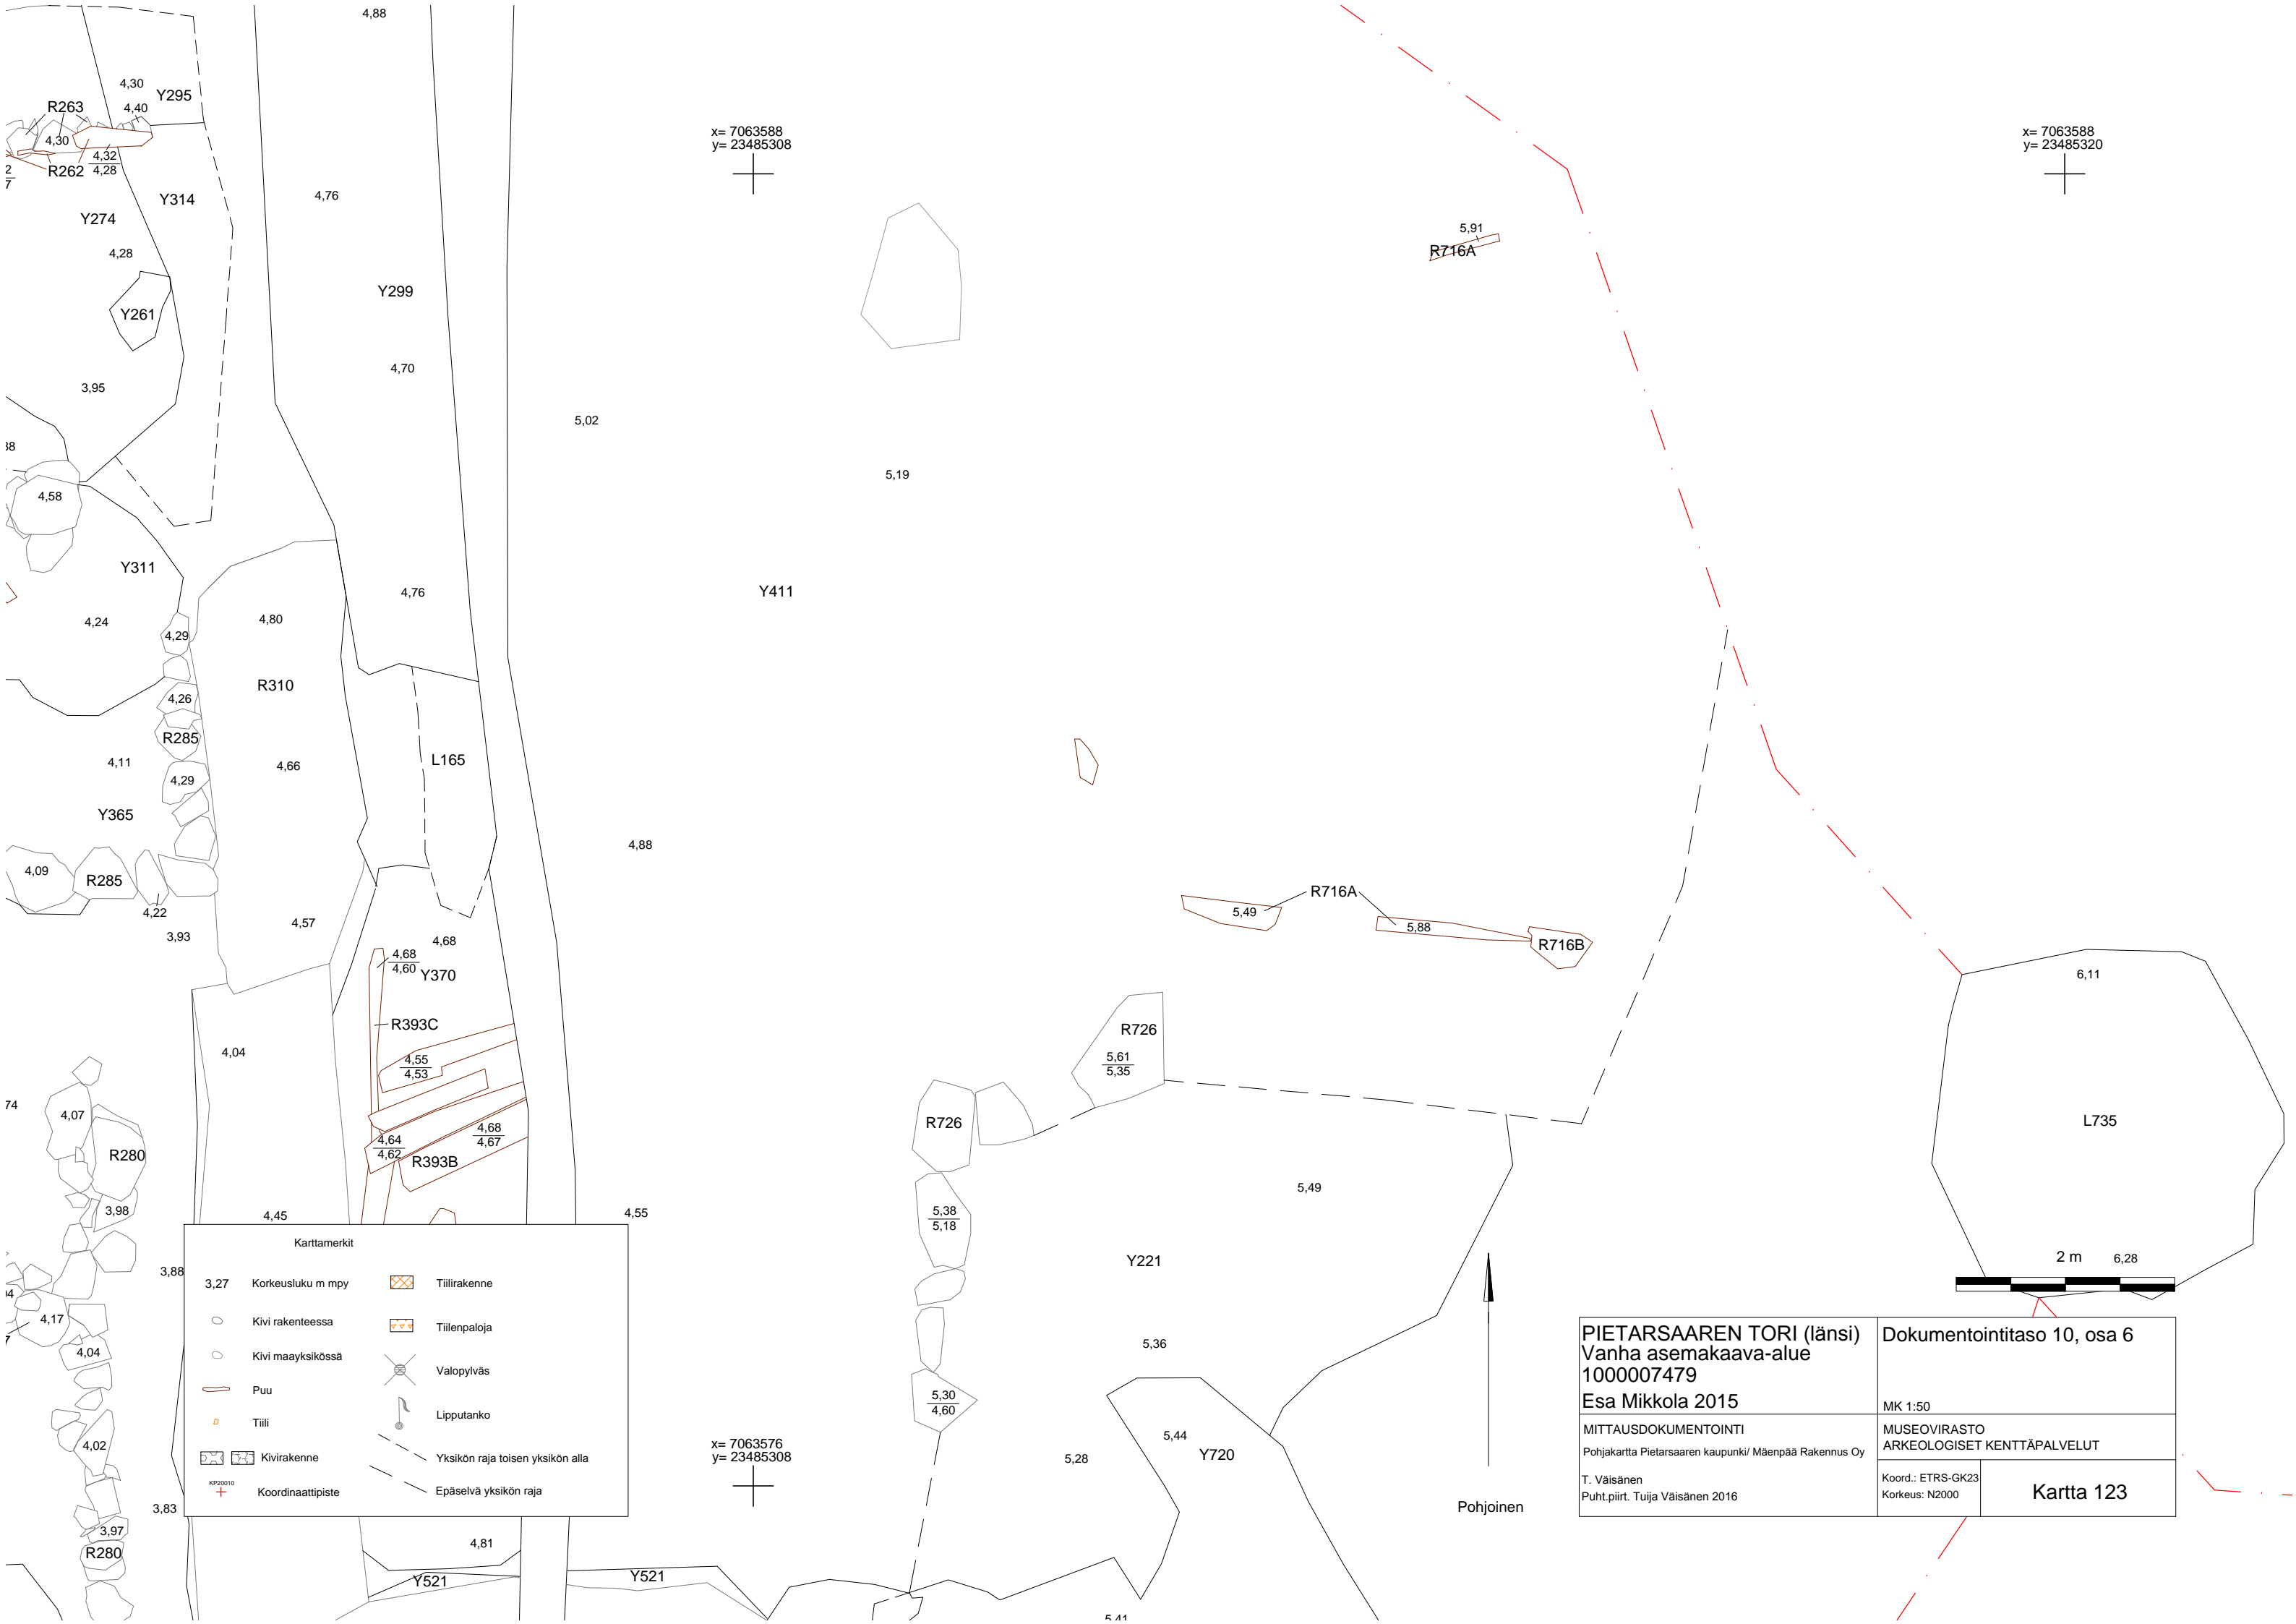 4,88
4,30
Y295
R263
4,40
4,30
4,32
4,28
R262
2
7
x= 7063588
y= 23485308
x= 7063588
y= 23485320
Y314
4,76
Y274
4,28
5,91
R716A
Y299
Y261
4,70
3,95
5,02
38
5,19
4,58
Y311
4,76
Y411
4,24
4,80
4,29
R310
4,26
R285
4,11
L165
4,66
4,29
Y365
4,88
4,09
R285
R716A
4,22
5,49
4,57
5,88
3,93
4,68
R716B
4,68
4,60
Y370
6,11
R393C
R726
4,04
4,55
4,53
5,61
5,35
74
4,07
R726
L735
4,68
4,67
4,64
4,62
R280
R393B
5,49
3,98
5,38
5,18
4,45
4,55
Y221
2 m
6,28
3,88
4,17
5,36
4,04
5,30
4,60
5,44
Y720
4,02
5,28
x= 7063576
y= 23485308
3,83
3,97
R280
4,81
Y521
Y521
5,41
Karttamerkit
3,27 Korkeusluku m mpy
Kivi rakenteessa
Kivi maayksikössä
Puu
Tiili
Kivirakenne
KP20010
Koordinaattipiste
Tiilirakenne
Tiilenpaloja
Valopylväs
Lipputanko
Yksikön raja toisen yksikön alla
Epäselvä yksikön raja
Pohjoinen
PIETARSAAREN TORI (länsi)
Vanha asemakaava-alue
1000007479
Esa Mikkola 2015
Dokumentointitaso 10, osa 6
MK 1:50
MITTAUSDOKUMENTOINTI
Pohjakartta Pietarsaaren kaupunki/ Mäenpää Rakennus Oy
T. Väisänen
Puht.piirt. Tuija Väisänen 2016
MUSEOVIRASTO
ARKEOLOGISET KENTTÄPALVELUT
Koord.: ETRS-GK23
Korkeus: N2000
Kartta 123